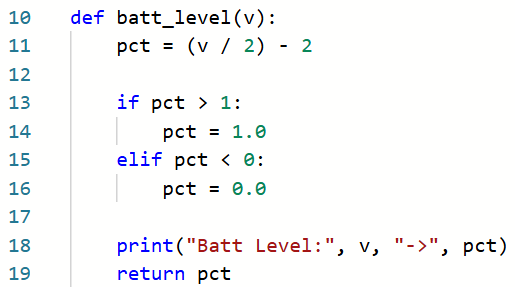 10 def batt_level(v):
11     pct = (v / 2) - 2
12
13     if pct > 1:
14         pct = 1.0
15     elif pct < 0:
16         pct = 0.0
17
18     print("Batt Level:", v, "->", pct)
19     return pct